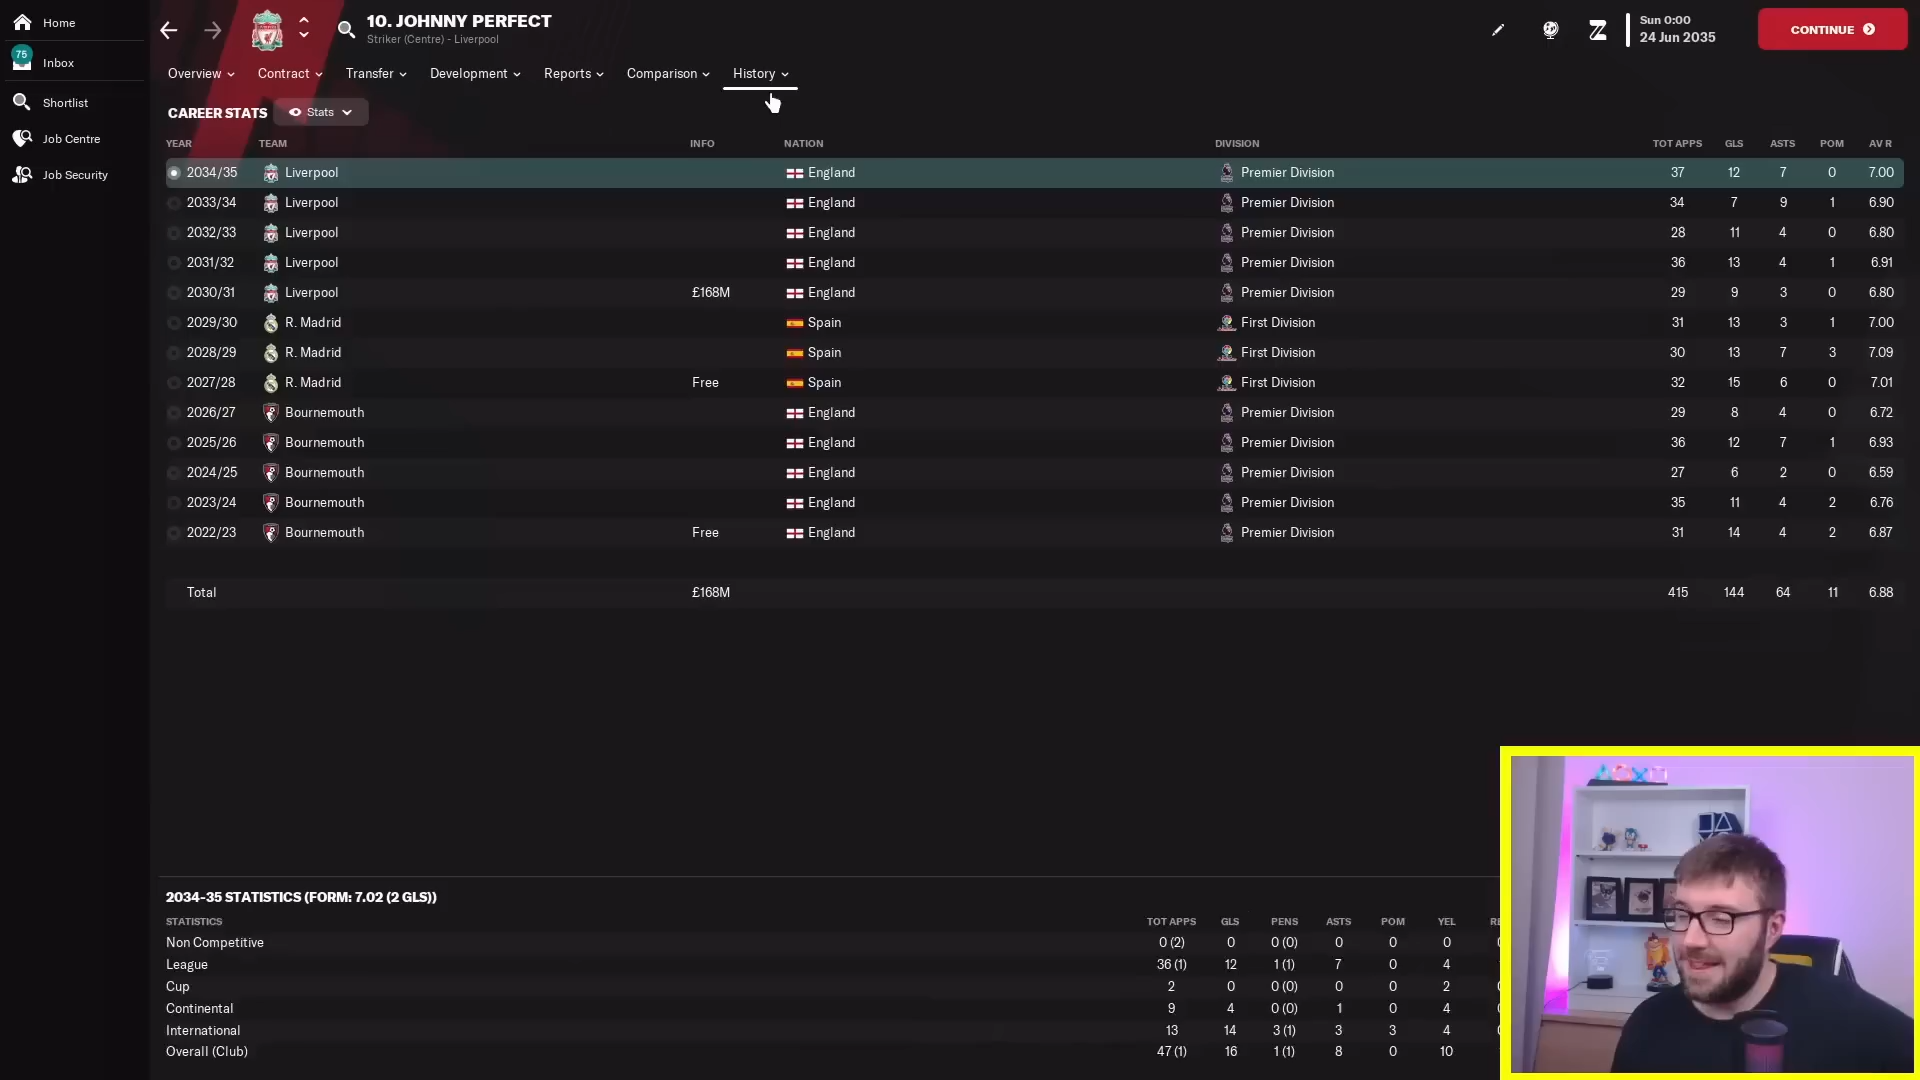 Home
75
Inbox
Shortlist
Job Centre
Job Security
10. JOHNNY PERFECT
Striker (Centre) - Liverpool
Sun 0:00
24 Jun 2035
CONTINUE
Overview Contract Transfer Development Reports Comparison History
CAREER STATS Stats
YEAR TEAM INFO NATION DIVISION TOT APPS GLS ASTS POM AV R
2034/35 Liverpool England Premier Division 37 12 7 0 7.00
2033/34 Liverpool England Premier Division 34 7 9 1 6.90
2032/33 Liverpool England Premier Division 28 11 4 0 6.80
2031/32 Liverpool England Premier Division 36 13 4 1 6.91
2030/31 Liverpool £168M England Premier Division 29 9 3 0 6.80
2029/30 R. Madrid Spain First Division 31 13 3 1 7.00
2028/29 R. Madrid Spain First Division 30 13 7 3 7.09
2027/28 R. Madrid Free Spain First Division 32 15 6 0 7.01
2026/27 Bournemouth England Premier Division 29 8 4 0 6.72
2025/26 Bournemouth England Premier Division 36 12 7 1 6.93
2024/25 Bournemouth England Premier Division 27 6 2 0 6.59
2023/24 Bournemouth England Premier Division 35 11 4 2 6.76
2022/23 Bournemouth Free England Premier Division 31 14 4 2 6.87
Total £168M 415 144 64 11 6.88
2034-35 STATISTICS (FORM: 7.02 (2 GLS))
STATISTICS TOT APPS GLS PENS ASTS POM YEL
Non Competitive 0 (2) 0 0 (0) 0 0 0
League 36 (1) 12 1 (1) 7 0 4
Cup 2 0 0 (0) 0 0 2
Continental 9 4 0 (0) 1 0 4
International 13 14 3 (1) 3 3 4
Overall (Club) 47 (1) 16 1 (1) 8 0 10